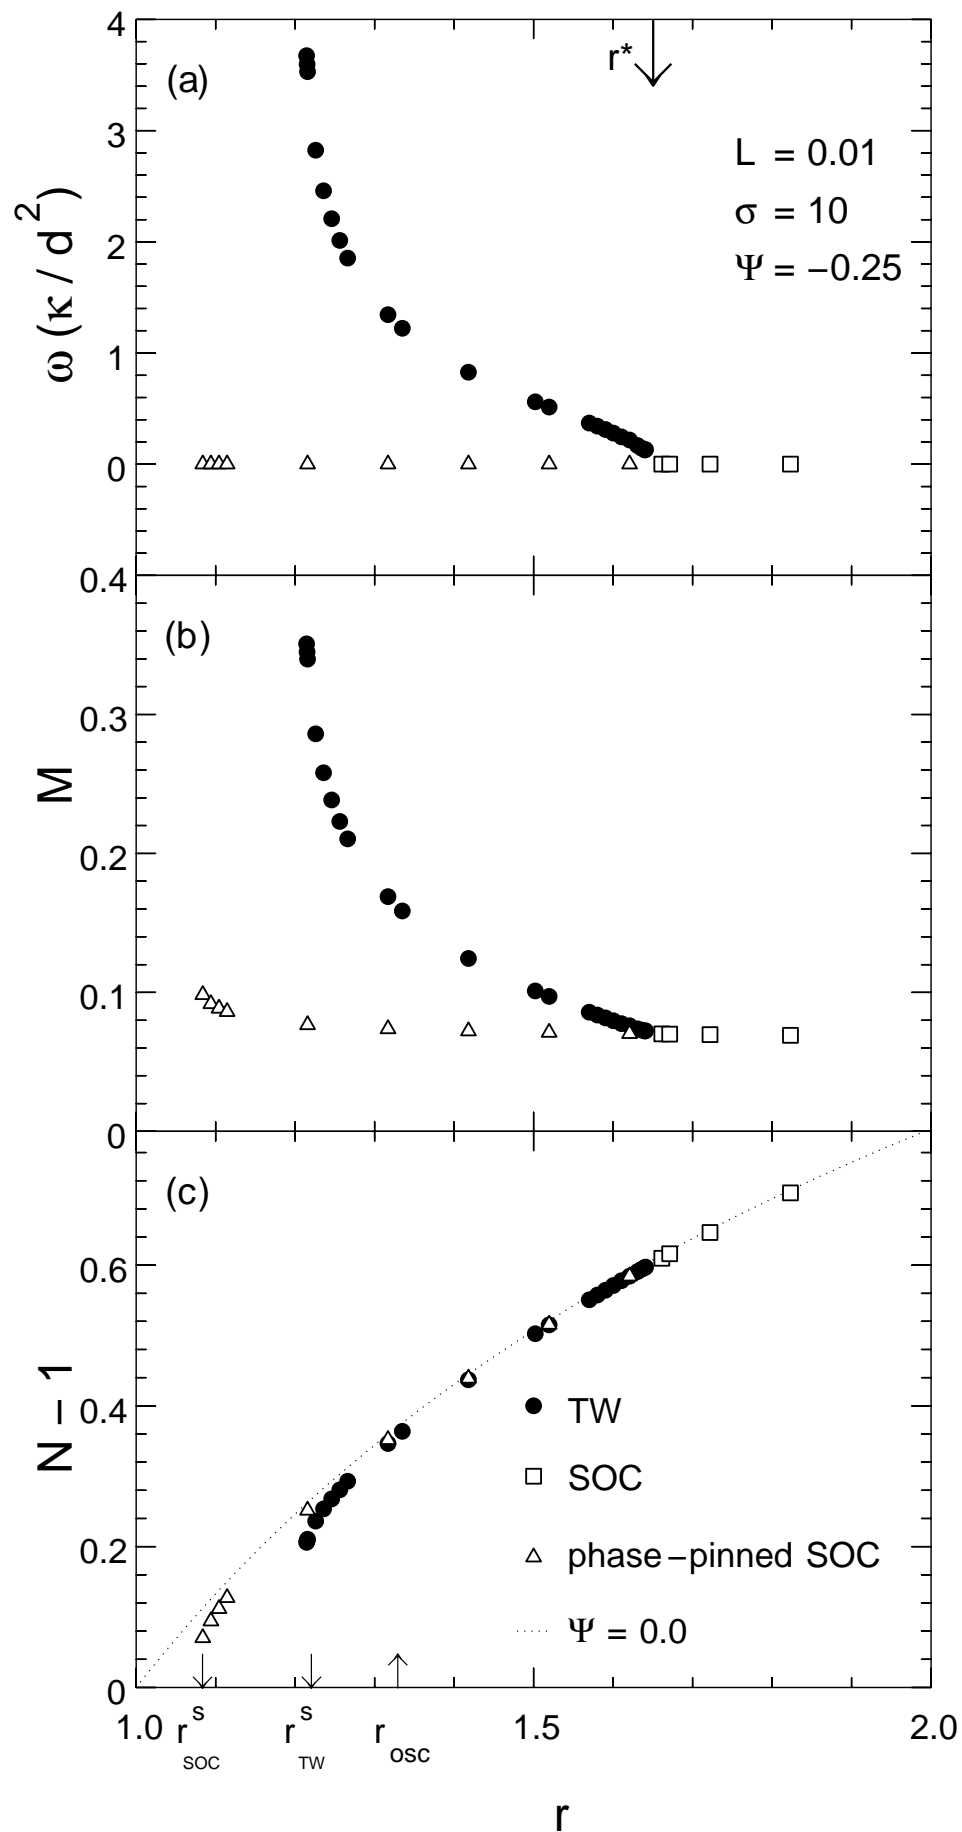 4
r*
(a)
3
L = 0.01
σ = 10
Ψ = −0.25
ω (κ / d²)
2
1
0
0.4
(b)
0.3
M
0.2
0.1
0
(c)
0.6
N − 1
0.4
TW
SOC
0.2
phase−pinned SOC
Ψ = 0.0
0
1.0 r^s_SOC r^s_TW r_osc 1.5 2.0
r